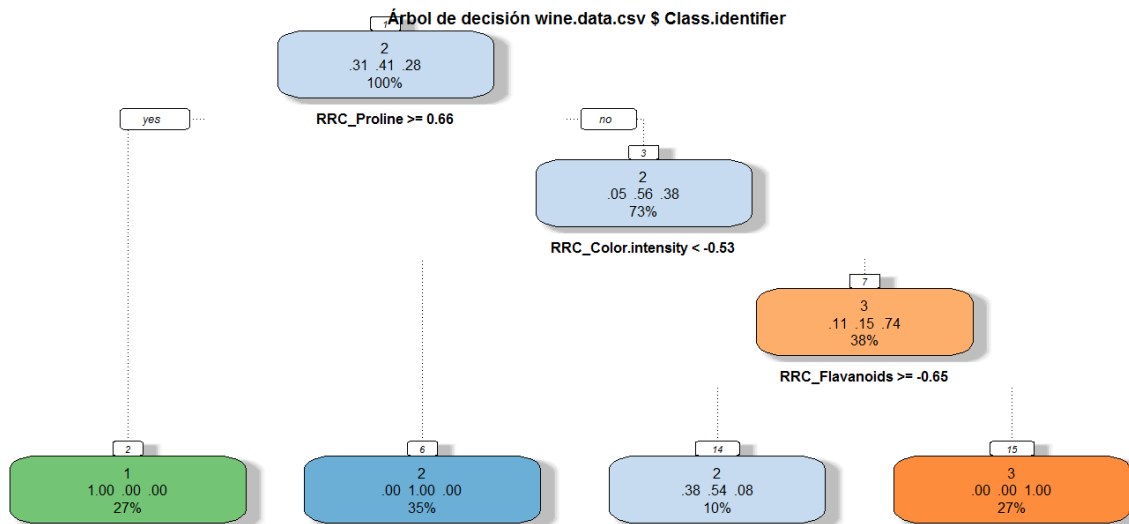 Árbol de decisión wine.data.csv $ Class.identifier
1
2
.31 .41 .28
100%
yes
RRC_Proline >= 0.66
no
3
2
.05 .56 .38
73%
RRC_Color.intensity < -0.53
7
3
.11 .15 .74
38%
RRC_Flavanoids >= -0.65
2
1
1.00 .00 .00
27%
6
2
.00 1.00 .00
35%
14
2
.38 .54 .08
10%
15
3
.00 .00 1.00
27%